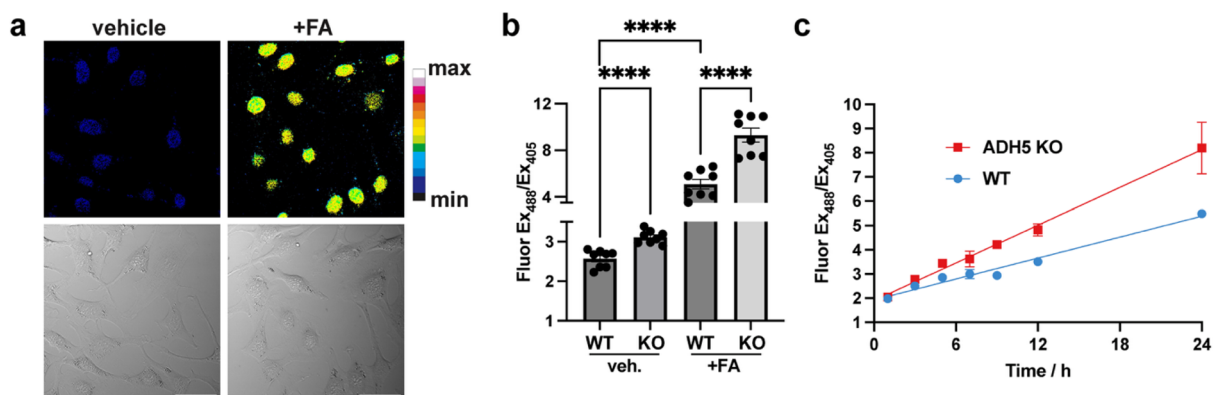 a
vehicle
+FA
max
min
b
****
****
****
Fluor Ex488/Ex405
12
8
4
3
2
1
WT
KO
WT
KO
veh.
+FA
c
Fluor Ex488/Ex405
10
9
8
7
6
5
4
3
2
1
ADH5 KO
WT
0
6
12
18
24
Time / h